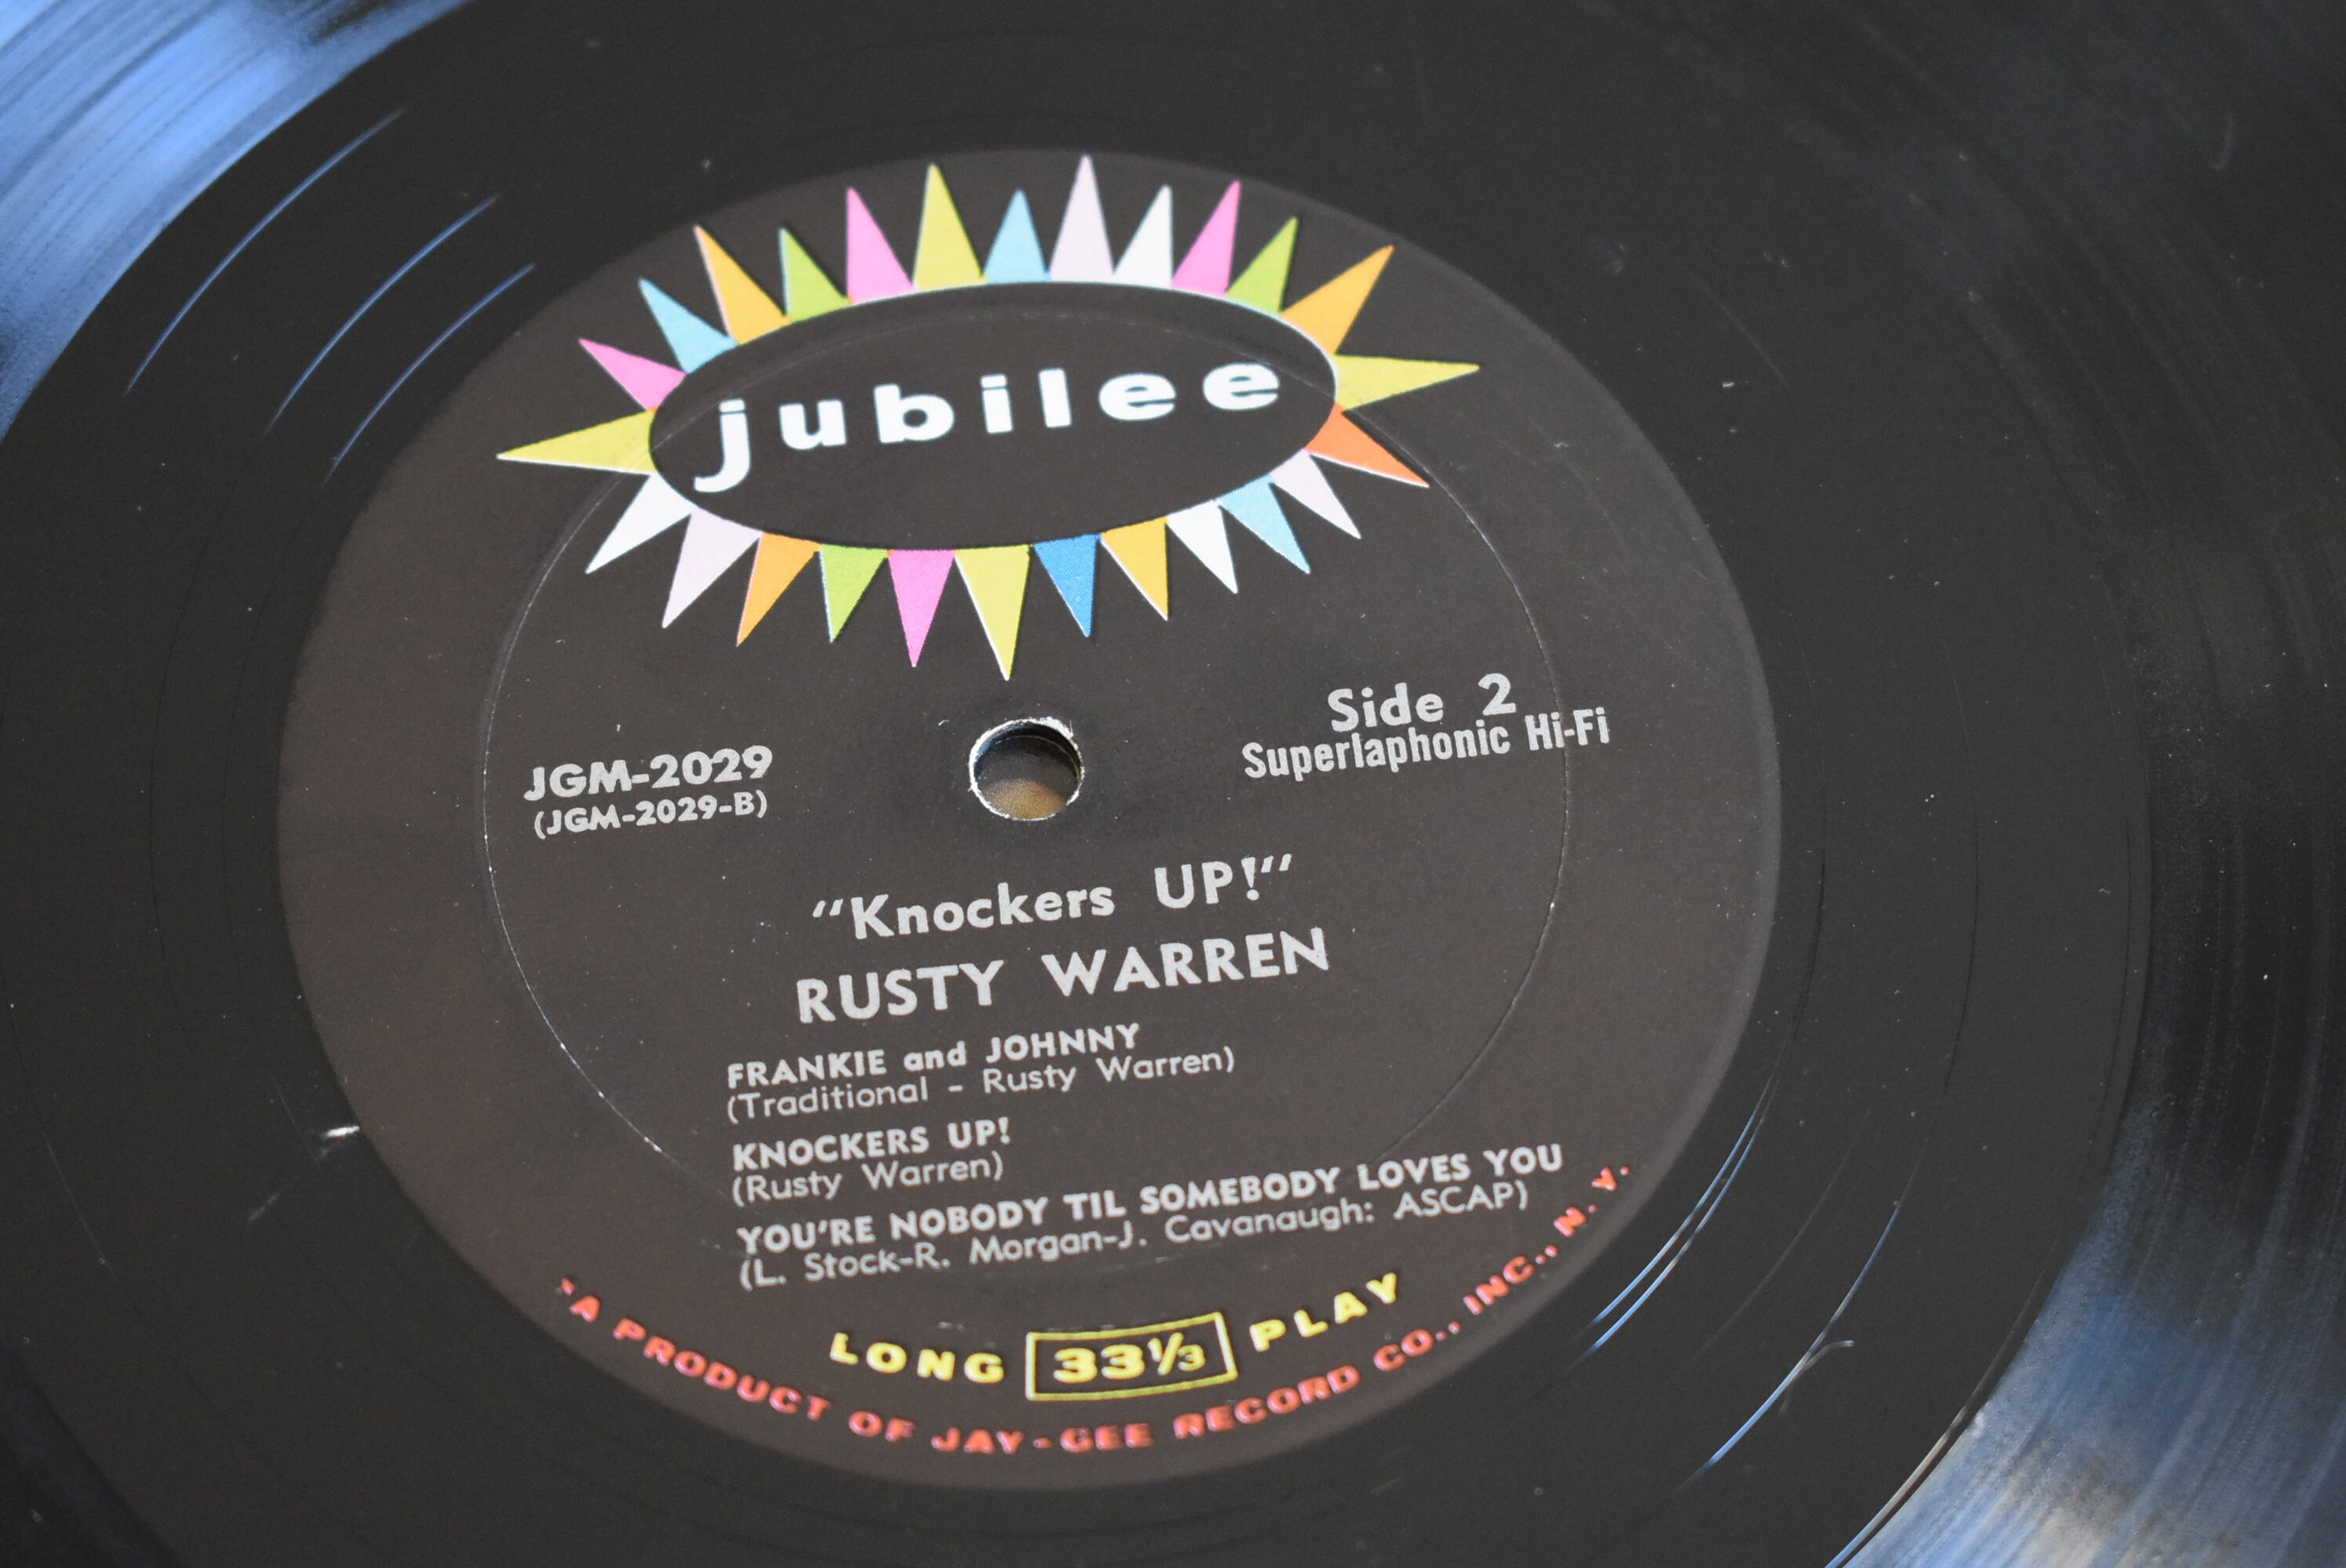 jubilee
Side 2
Superlaphonic Hi-Fi
JGM-2029
(JGM-2029-B)
"Knockers UP!"
RUSTY WARREN
FRANKIE and JOHNNY
(Traditional - Rusty Warren)
KNOCKERS UP!
(Rusty Warren)
YOU'RE NOBODY TIL SOMEBODY LOVES YOU
(L. Stock-R. Morgan-J. Cavanaugh: ASCAP)
LONG 33⅓ PLAY
"A PRODUCT OF JAY-GEE RECORD CO., INC., N. Y.